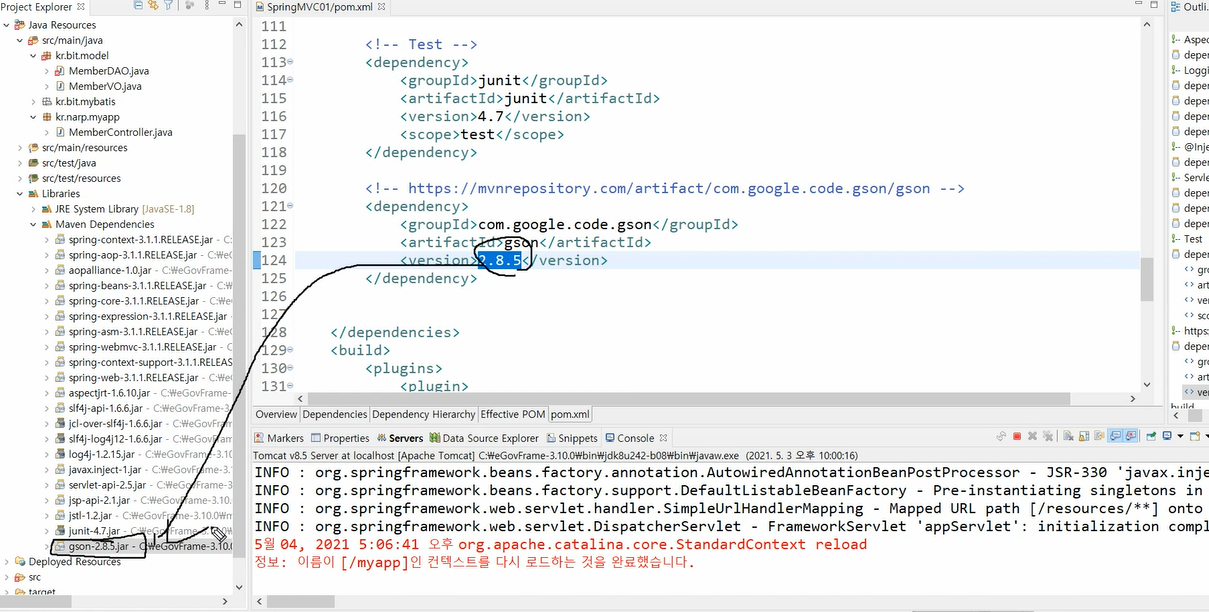 Project Explorer
Java Resources
src/main/java
kr.bit.model
MemberDAO.java
MemberVO.java
kr.bit.mybatis
kr.narp.myapp
MemberController.java
src/main/resources
src/test/java
src/test/resources
Libraries
JRE System Library [JavaSE-1.8]
Maven Dependencies
spring-context-3.1.1.RELEASE.jar - C:
spring-aop-3.1.1.RELEASE.jar - C:₩e
aopalliance-1.0.jar - C:₩eGovFrame-
spring-beans-3.1.1.RELEASE.jar - C:₩
spring-core-3.1.1.RELEASE.jar - C:₩e
spring-expression-3.1.1.RELEASE.jar -
spring-asm-3.1.1.RELEASE.jar - C:₩e
spring-webmvc-3.1.1.RELEASE.jar -
spring-context-support-3.1.1.RELEAS
spring-web-3.1.1.RELEASE.jar - C:₩e
aspectjrt-1.6.10.jar - C:₩eGovFrame-
slf4j-api-1.6.6.jar - C:₩eGovFrame-3
jcl-over-slf4j-1.6.6.jar - C:₩eGovFra
slf4j-log4j12-1.6.6.jar - C:₩eGovFra
log4j-1.2.15.jar - C:₩eGovFrame-3.1
javax.inject-1.jar - C:₩eGovFrame-3.
servlet-api-2.5.jar - C:₩eGovFrame-
jsp-api-2.1.jar - C:₩eGovFrame-3.10.
jstl-1.2.jar - C:₩eGovFrame-3.10.0₩
junit-4.7.jar - C:₩eGovFrame-3.10.0₩m
gson-2.8.5.jar - C:₩eGovFrame-3.10.0
Deployed Resources
src
target
SpringMVC01/pom.xml
111
112 <!-- Test -->
113 <dependency>
114 <groupId>junit</groupId>
115 <artifactId>junit</artifactId>
116 <version>4.7</version>
117 <scope>test</scope>
118 </dependency>
119
120 <!-- https://mvnrepository.com/artifact/com.google.code.gson/gson -->
121 <dependency>
122 <groupId>com.google.code.gson</groupId>
123 <artifactId>gson</artifactId>
124 <version>2.8.5</version>
125 </dependency>
126
127
128 </dependencies>
129 <build>
130 <plugins>
131 <plugin>
Overview Dependencies Dependency Hierarchy Effective POM pom.xml
Markers Properties Servers Data Source Explorer Snippets Console
Tomcat v8.5 Server at localhost [Apache Tomcat] C:₩eGovFrame-3.10.0₩bin₩jdk8u242-b08₩bin₩javaw.exe (2021. 5. 3 오후 10:00:16)
INFO : org.springframework.beans.factory.annotation.AutowiredAnnotationBeanPostProcessor - JSR-330 'javax.inje
INFO : org.springframework.beans.factory.support.DefaultListableBeanFactory - Pre-instantiating singletons in
INFO : org.springframework.web.servlet.handler.SimpleUrlHandlerMapping - Mapped URL path [/resources/**] onto
INFO : org.springframework.web.servlet.DispatcherServlet - FrameworkServlet 'appServlet': initialization compl
5월 04, 2021 5:06:41 오후 org.apache.catalina.core.StandardContext reload
정보: 이름이 [/myapp]인 컨텍스트를 다시 로드하는 것을 완료했습니다.
Outli
Aspec
depen
Loggi
depen
depen
depen
depen
@Inje
depen
Servle
depen
depen
depen
Test
depen
gro
art
ver
sco
https:
depen
gro
art
ver
build